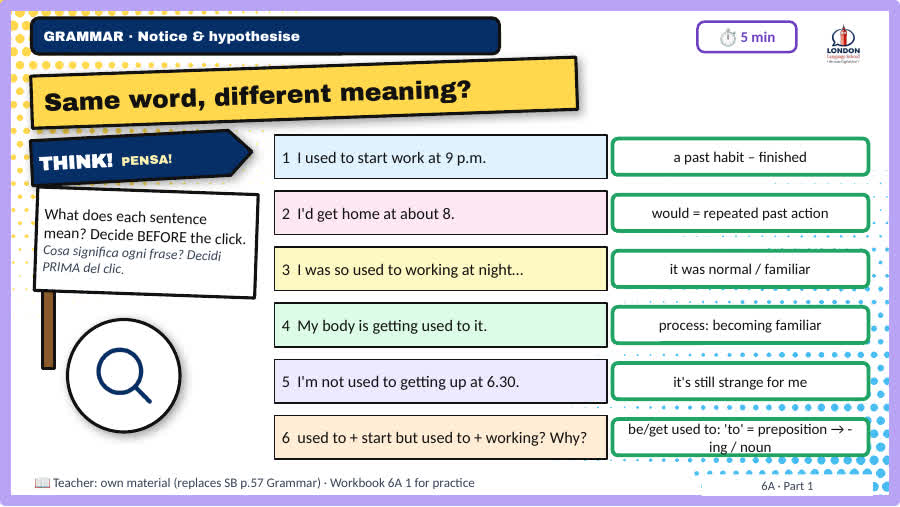 GRAMMAR · Notice & hypothesise
⏱️ 5 min
LONDON
Language School
Same word, different meaning?
THINK! PENSA!
What does each sentence
mean? Decide BEFORE the click.
Cosa significa ogni frase? Decidi
PRIMA del clic.
1 I used to start work at 9 p.m.
a past habit – finished
2 I'd get home at about 8.
would = repeated past action
3 I was so used to working at night...
it was normal / familiar
4 My body is getting used to it.
process: becoming familiar
5 I'm not used to getting up at 6.30.
it's still strange for me
6 used to + start but used to + working? Why?
be/get used to: 'to' = preposition → -
ing / noun
📖 Teacher: own material (replaces SB p.57 Grammar) · Workbook 6A 1 for practice
6A · Part 1